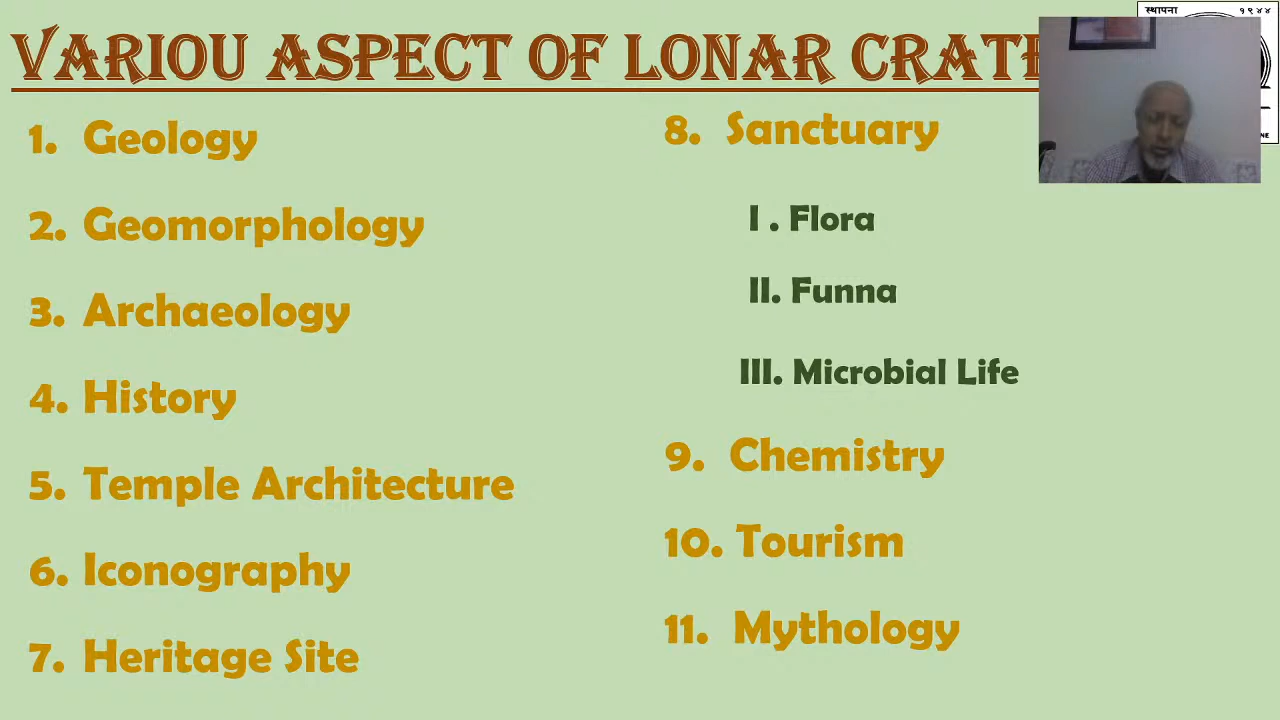 VARIOU ASPECT OF LONAR CRATE
स्थापना १९४४
1. Geology
2. Geomorphology
3. Archaeology
4. History
5. Temple Architecture
6. Iconography
7. Heritage Site
8. Sanctuary
I . Flora
II. Funna
III. Microbial Life
9. Chemistry
10. Tourism
11. Mythology